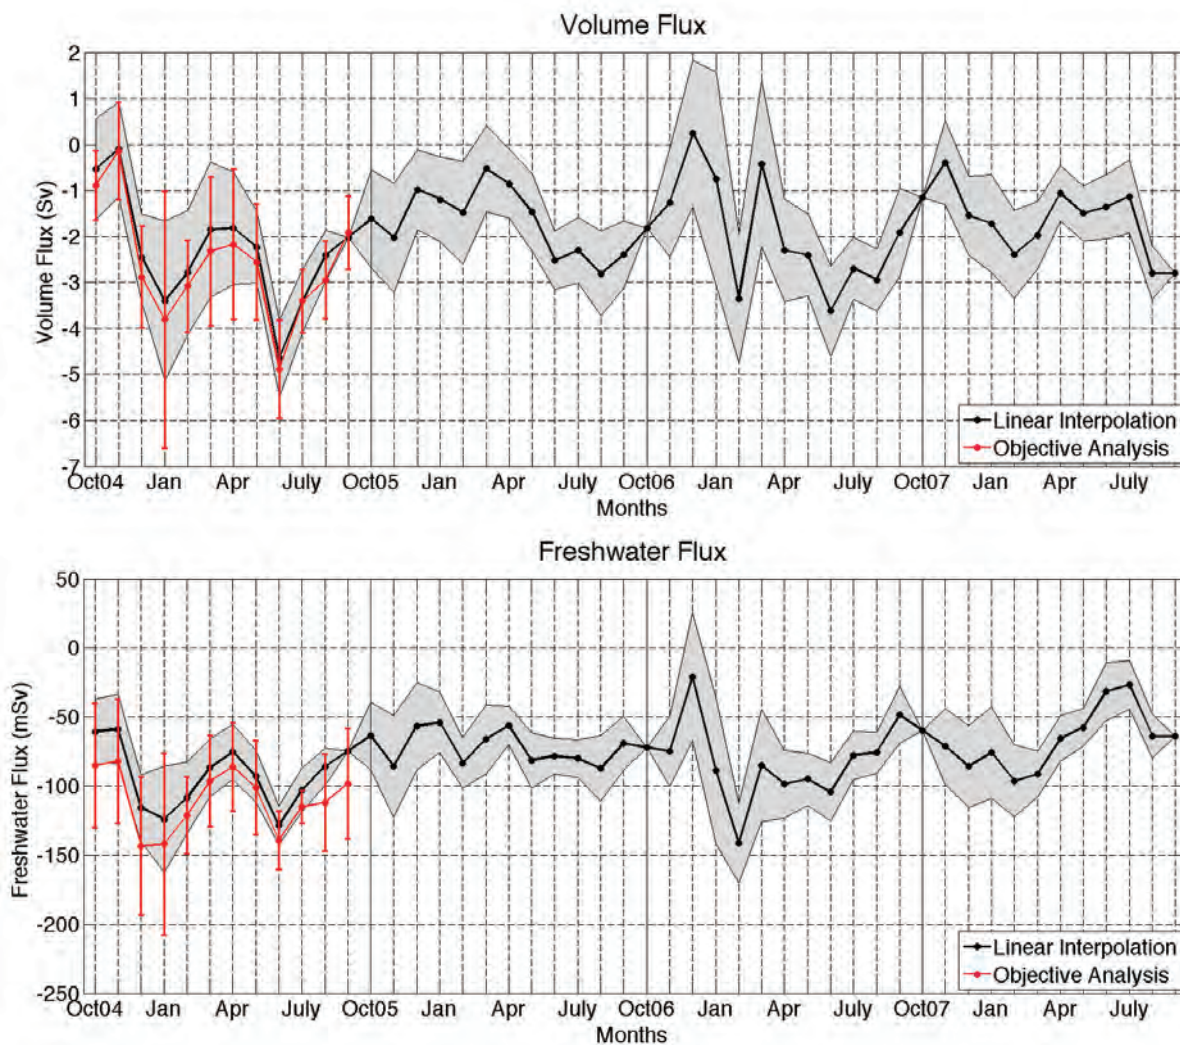 Volume Flux
2
1
0
-1
-2
-3
-4
-5
-6
-7
Volume Flux (Sv)
Linear Interpolation
Objective Analysis
Oct04 Jan Apr July Oct05 Jan Apr July Oct06 Jan Apr July Oct07 Jan Apr July
Months
Freshwater Flux
50
0
-50
-100
-150
-200
-250
Freshwater Flux (mSv)
Linear Interpolation
Objective Analysis
Oct04 Jan Apr July Oct05 Jan Apr July Oct06 Jan Apr July Oct07 Jan Apr July
Months